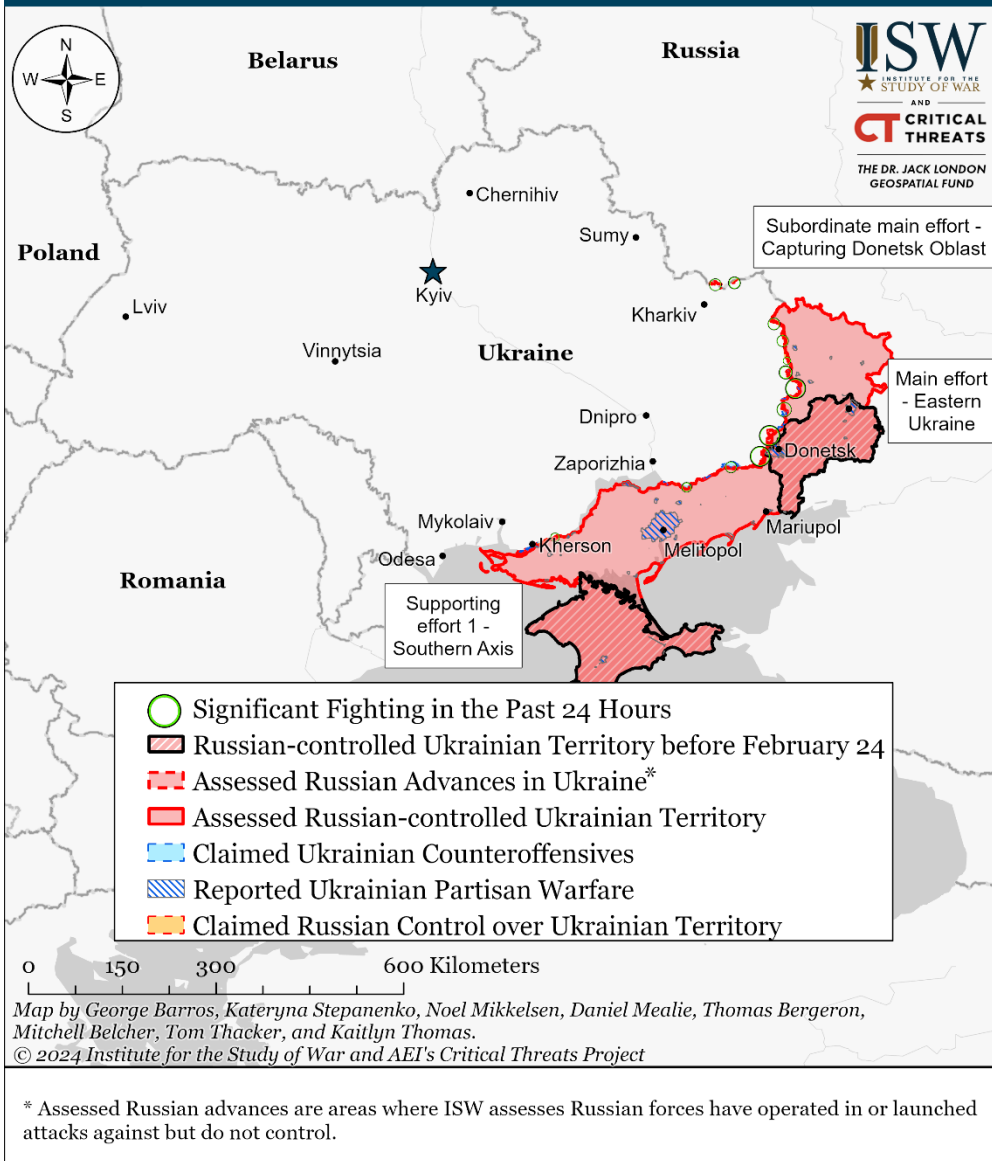 N
W
E
S
Belarus
Russia
ISW
INSTITUTE FOR THE
STUDY OF WAR
AND
CT CRITICAL
THREATS
THE DR. JACK LONDON
GEOSPATIAL FUND
Chernihiv
Subordinate main effort -
Capturing Donetsk Oblast
Sumy
Poland
Kyiv
Lviv
Kharkiv
Vinnytsia
Ukraine
Main effort
- Eastern
Ukraine
Dnipro
Donetsk
Zaporizhia
Mykolaiv
Mariupol
Kherson
Melitopol
Odesa
Romania
Supporting
effort 1 -
Southern Axis
Significant Fighting in the Past 24 Hours
Russian-controlled Ukrainian Territory before February 24
Assessed Russian Advances in Ukraine*
Assessed Russian-controlled Ukrainian Territory
Claimed Ukrainian Counteroffensives
Reported Ukrainian Partisan Warfare
Claimed Russian Control over Ukrainian Territory
0 150 300 600 Kilometers
Map by George Barros, Kateryna Stepanenko, Noel Mikkelsen, Daniel Mealie, Thomas Bergeron,
Mitchell Belcher, Tom Thacker, and Kaitlyn Thomas.
© 2024 Institute for the Study of War and AEI's Critical Threats Project
* Assessed Russian advances are areas where ISW assesses Russian forces have operated in or launched
attacks against but do not control.